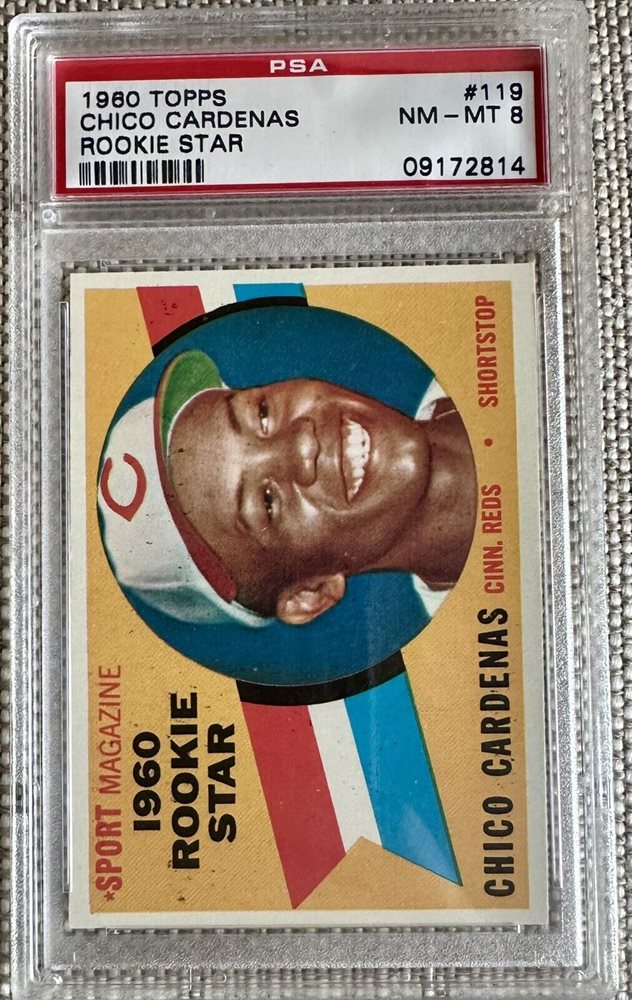 PSA
1960 TOPPS #119
CHICO CARDENAS NM - MT 8
ROOKIE STAR
09172814
★SPORT MAGAZINE
1960
ROOKIE
STAR
C
CHICO CARDENAS CINN. REDS • SHORTSTOP